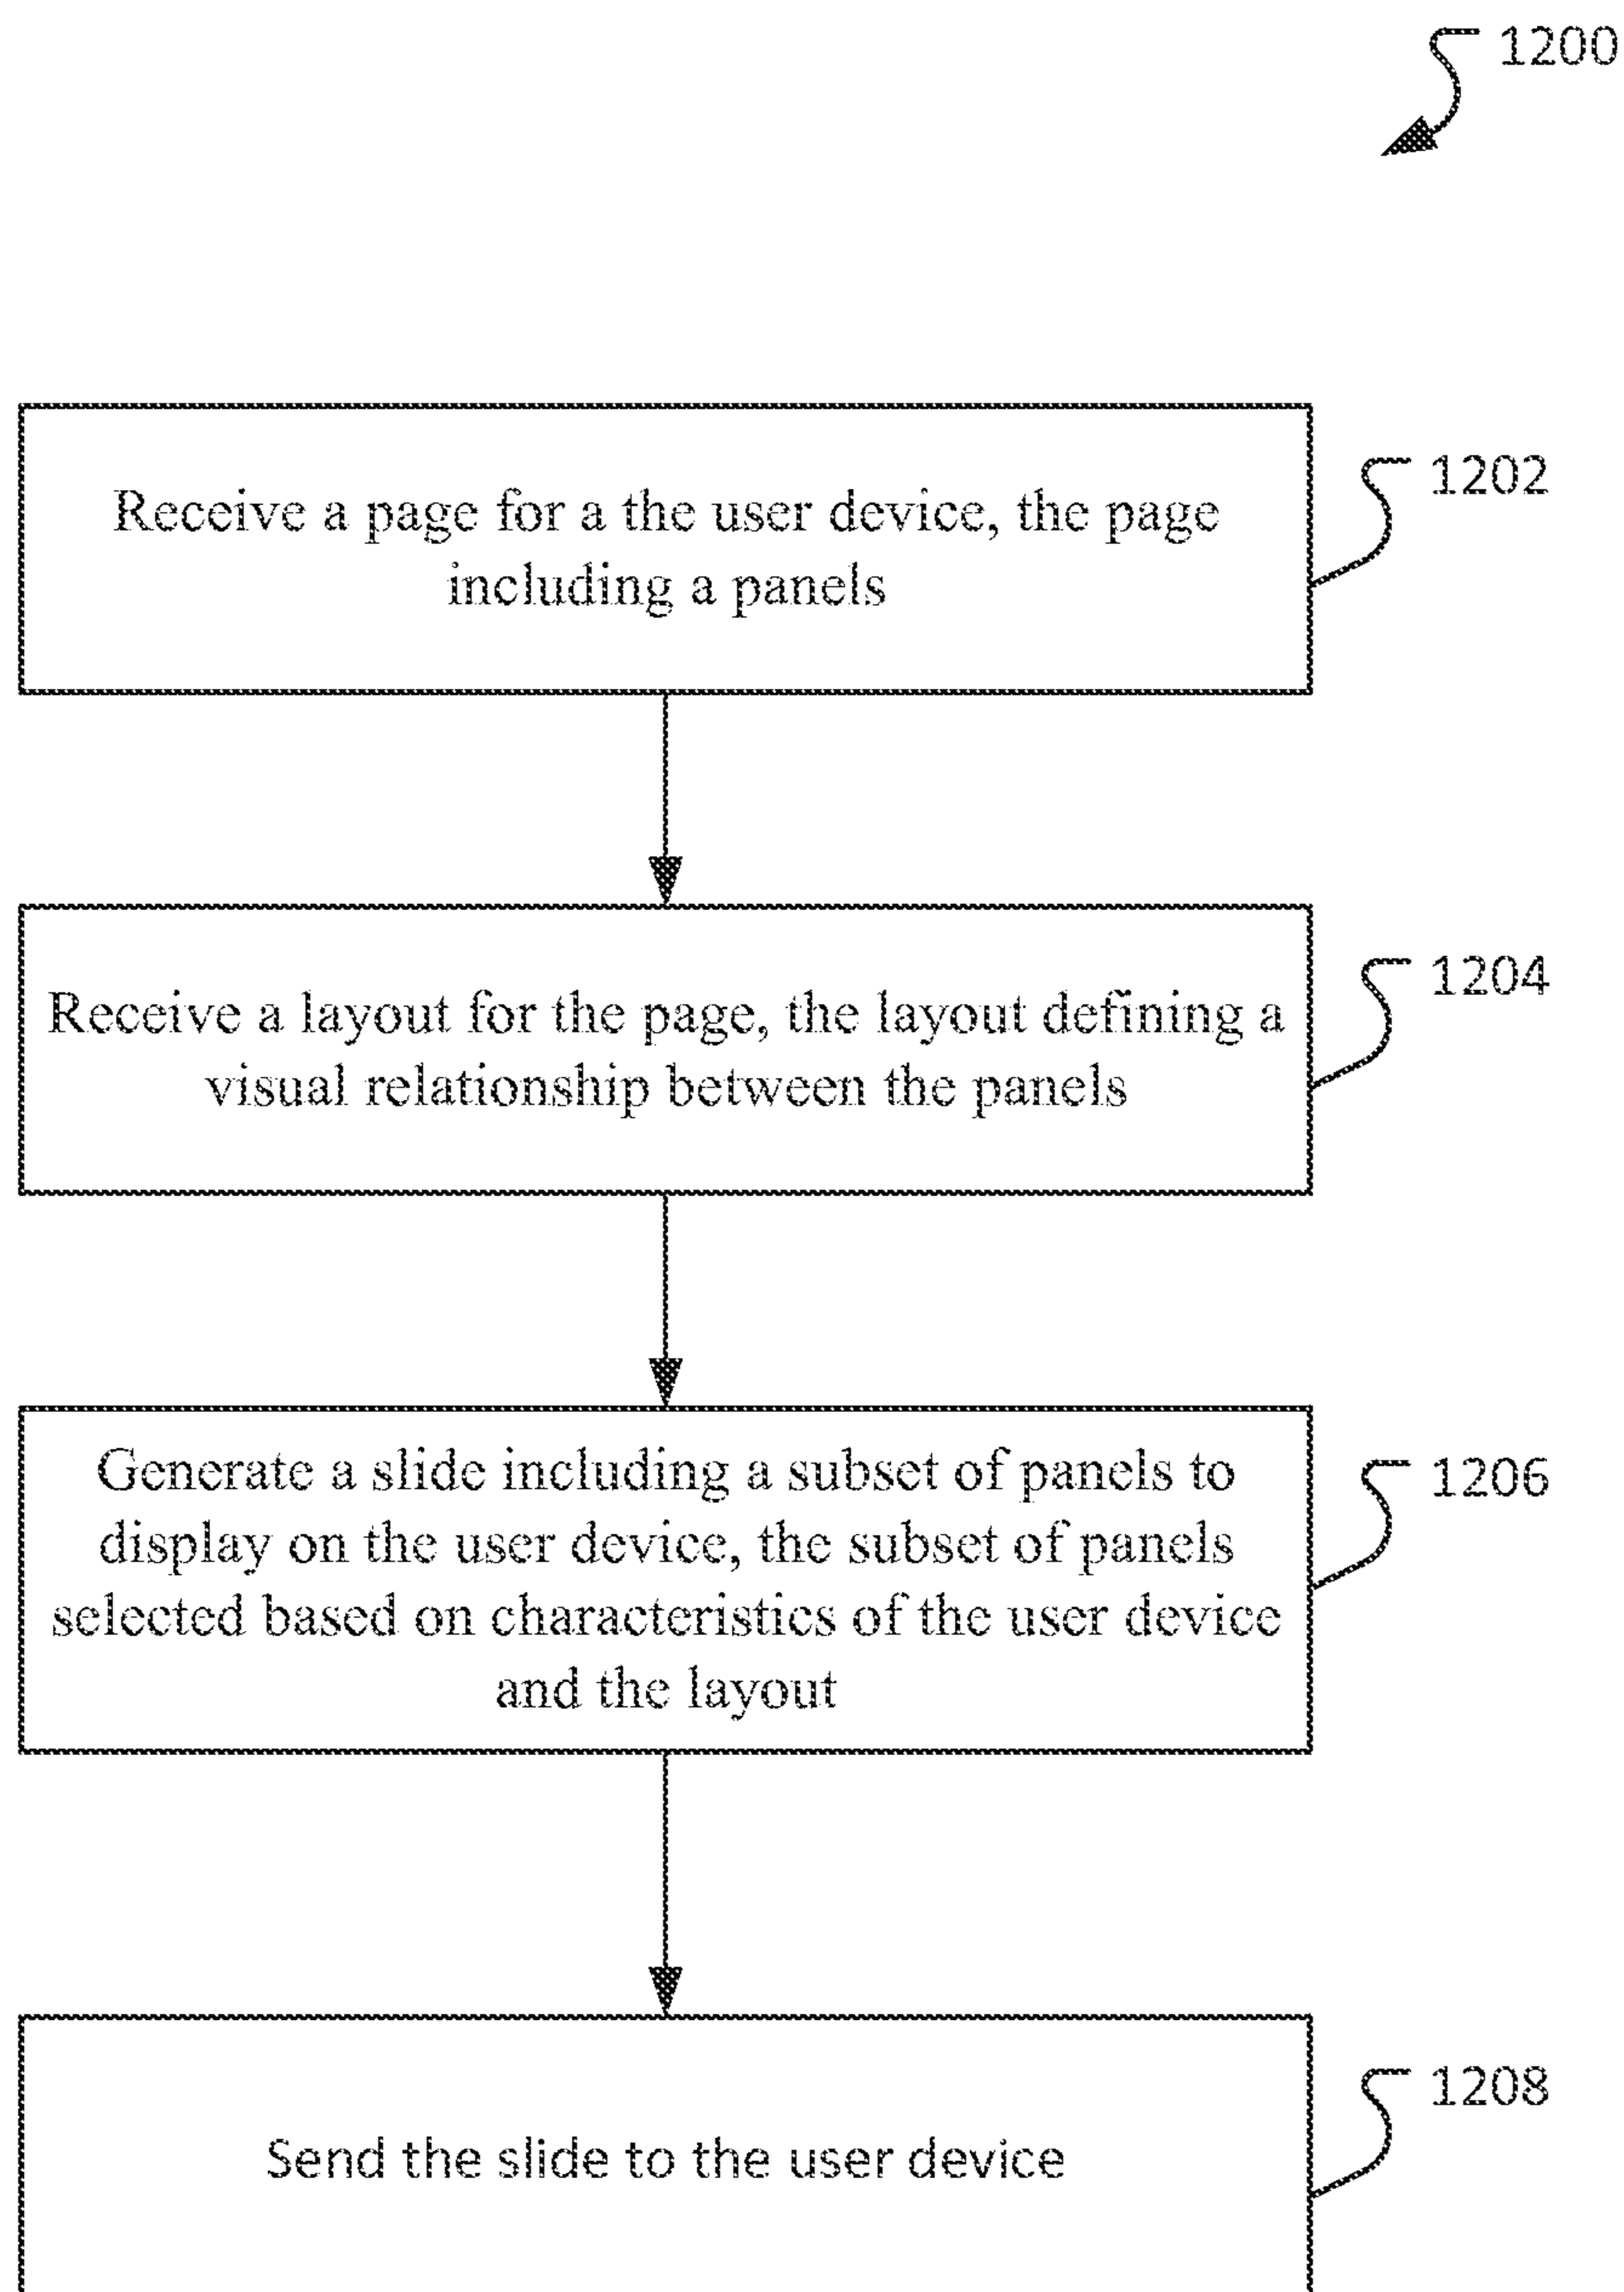 1200
Receive a page for a the user device, the page
including a panels
1202
Receive a layout for the page, the layout defining a
visual relationship between the panels
1204
Generate a slide including a subset of panels to
display on the user device, the subset of panels
selected based on characteristics of the user device
and the layout
1206
Send the slide to the user device
1208